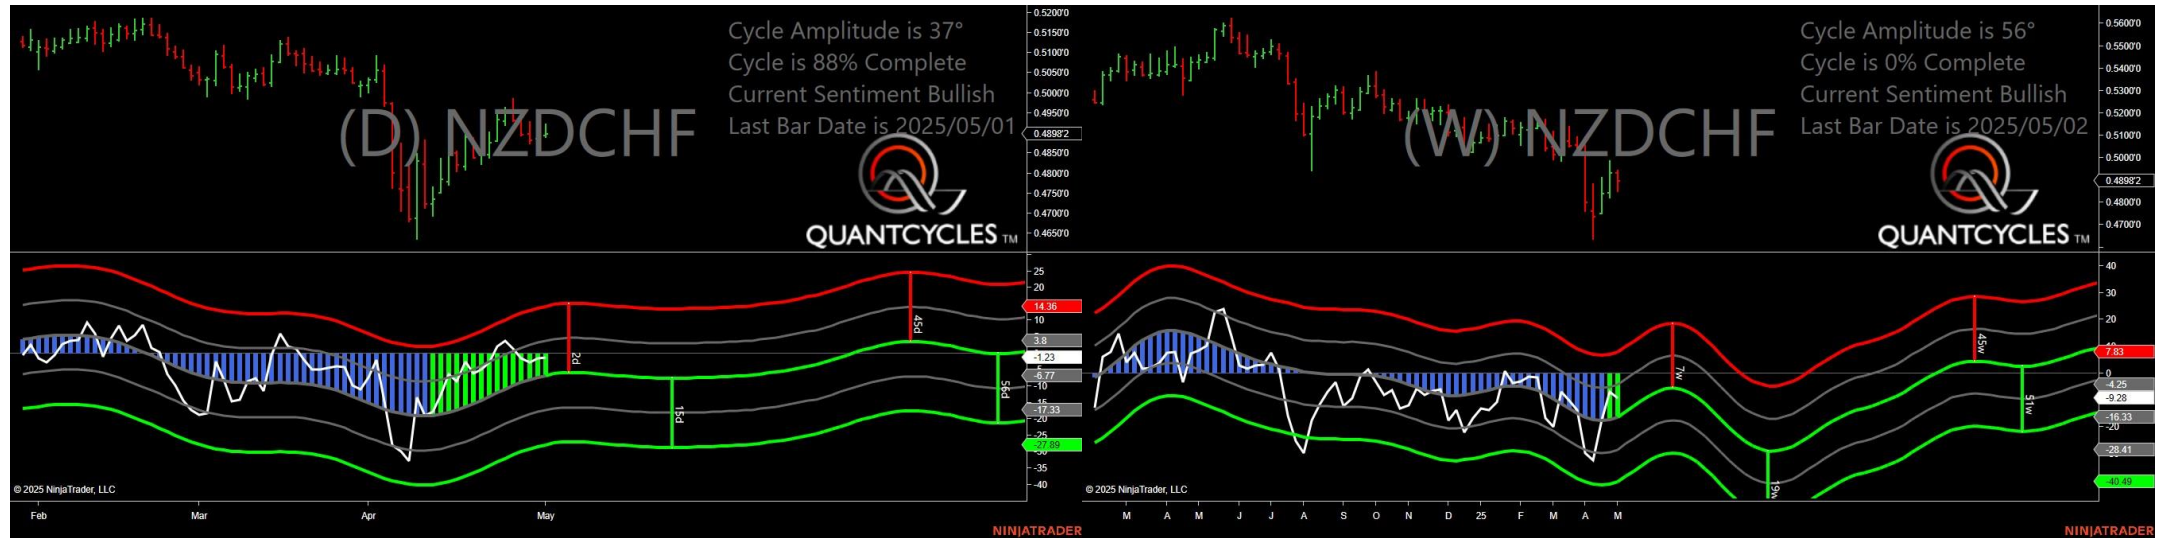 Cycle Amplitude is 37°
Cycle is 88% Complete
Current Sentiment Bullish
Last Bar Date is 2025/05/01
(D) NZDCHF
QUANTCYCLES TM
0.5200'0
0.5150'0
0.5100'0
0.5050'0
0.5000'0
0.4950'0
0.4898'2
0.4850'0
0.4800'0
0.4750'0
0.4700'0
0.4650'0
25
20
14.36
10
3.8
-1.23
-6.77
-10
-15
-17.33
-20
-25
-27.89
-35
-40
2d
15d
45d
56d
© 2025 NinjaTrader, LLC
Feb
Mar
Apr
May
NINJATRADER
Cycle Amplitude is 56°
Cycle is 0% Complete
Current Sentiment Bullish
Last Bar Date is 2025/05/02
(W) NZDCHF
QUANTCYCLES TM
0.5600'0
0.5500'0
0.5400'0
0.5300'0
0.5200'0
0.5100'0
0.5000'0
0.4898'2
0.4800'0
0.4700'0
40
30
20
7.83
0
-4.25
-9.28
-16.33
-20
-28.41
-40.49
7w
19w
45w
51w
© 2025 NinjaTrader, LLC
M
A
M
J
J
A
S
O
N
D
25
F
M
A
M
NINJATRADER